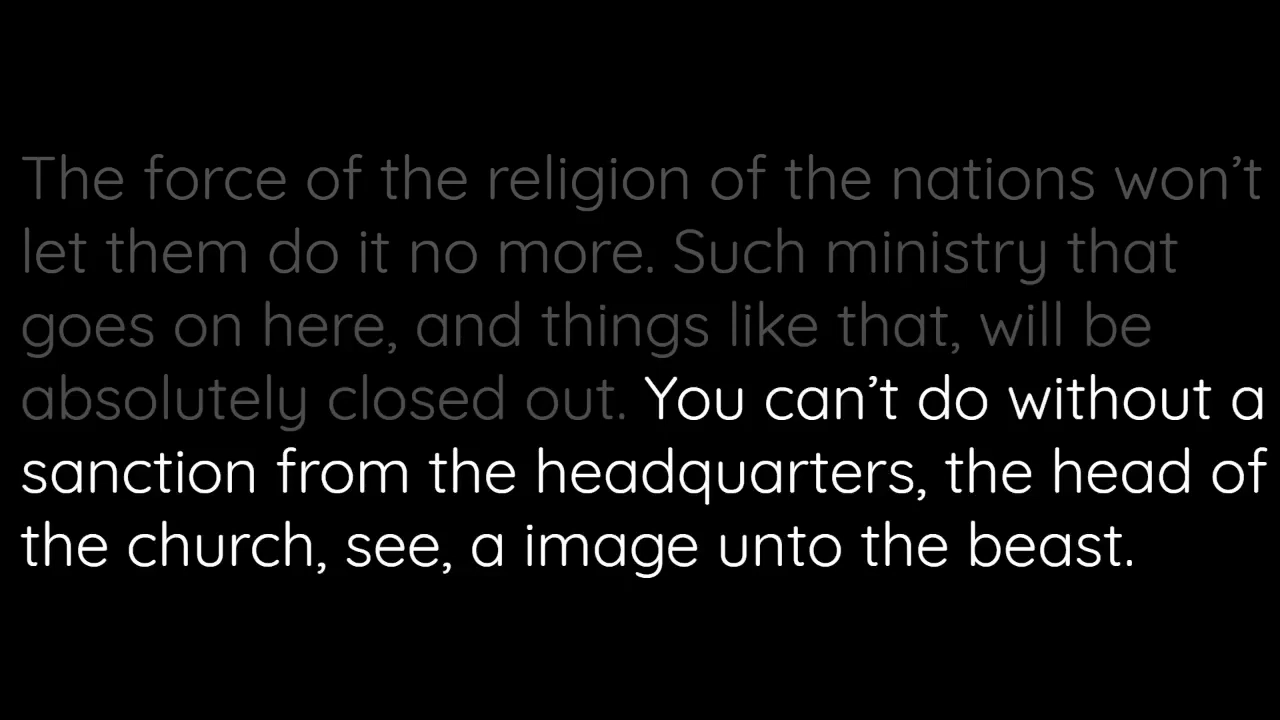 The force of the religion of the nations won’t
let them do it no more. Such ministry that
goes on here, and things like that, will be
absolutely closed out. You can’t do without a
sanction from the headquarters, the head of
the church, see, a image unto the beast.